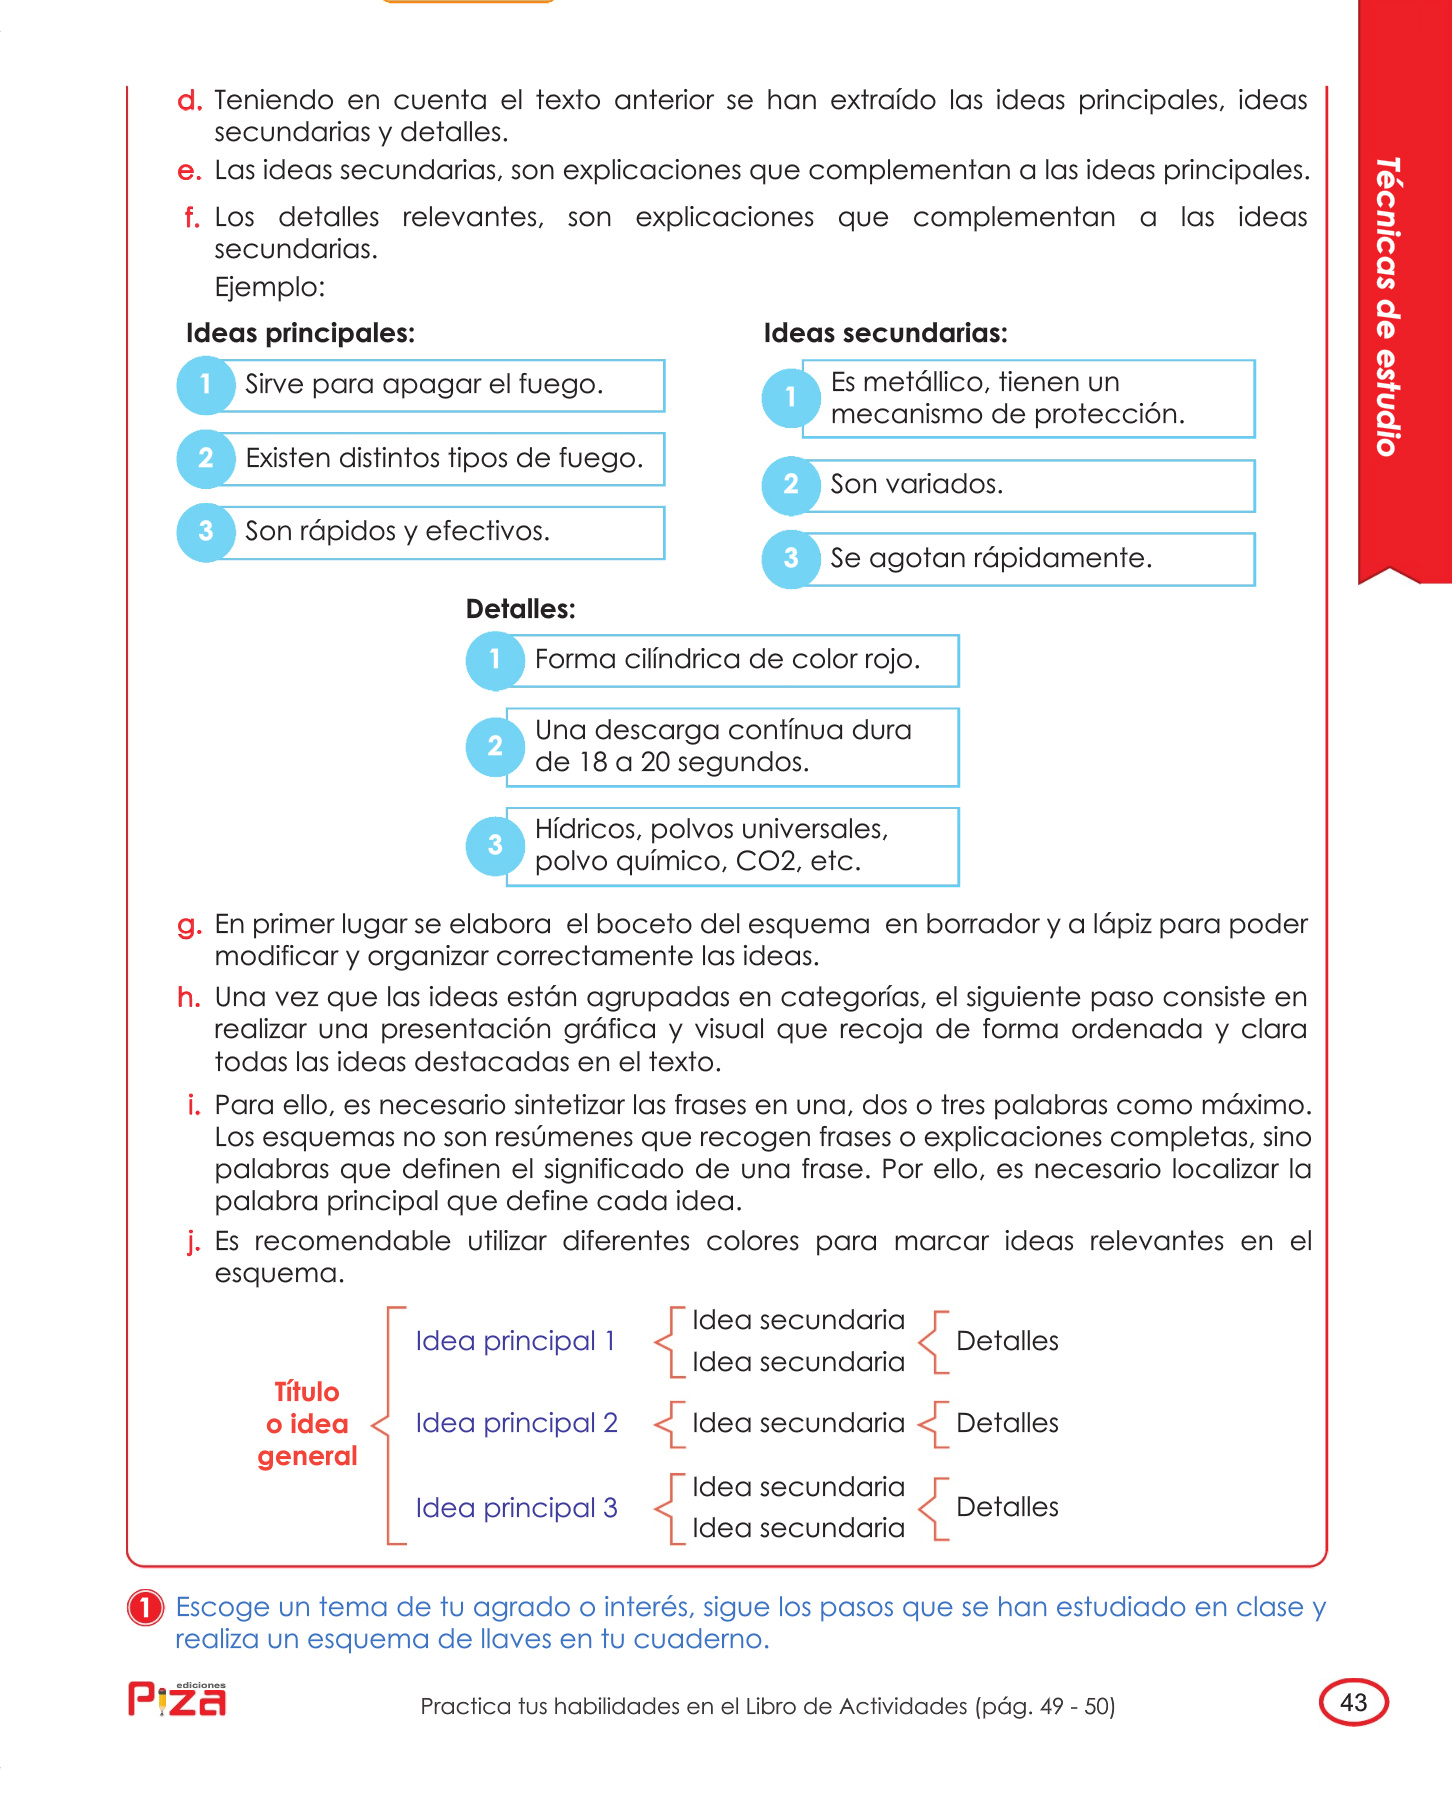 d. Teniendo en cuenta el texto anterior se han extraído las ideas principales, ideas
secundarias y detalles.
e. Las ideas secundarias, son explicaciones que complementan a las ideas principales.
f. Los detalles relevantes, son explicaciones que complementan a las ideas
secundarias.
Ejemplo:
Ideas principales:
1 Sirve para apagar el fuego.
2 Existen distintos tipos de fuego.
3 Son rápidos y efectivos.
Ideas secundarias:
1 Es metállico, tienen un
mecanismo de protección.
2 Son variados.
3 Se agotan rápidamente.
Detalles:
1 Forma cilíndrica de color rojo.
2 Una descarga contínua dura
de 18 a 20 segundos.
3 Hídricos, polvos universales,
polvo químico, CO2, etc.
g. En primer lugar se elabora el boceto del esquema en borrador y a lápiz para poder
modificar y organizar correctamente las ideas.
h. Una vez que las ideas están agrupadas en categorías, el siguiente paso consiste en
realizar una presentación gráfica y visual que recoja de forma ordenada y clara
todas las ideas destacadas en el texto.
i. Para ello, es necesario sintetizar las frases en una, dos o tres palabras como máximo.
Los esquemas no son resúmenes que recogen frases o explicaciones completas, sino
palabras que definen el significado de una frase. Por ello, es necesario localizar la
palabra principal que define cada idea.
j. Es recomendable utilizar diferentes colores para marcar ideas relevantes en el
esquema.
Título
o idea
general
Idea principal 1
Idea secundaria
Idea secundaria
Detalles
Idea principal 2
Idea secundaria
Detalles
Idea principal 3
Idea secundaria
Idea secundaria
Detalles
1 Escoge un tema de tu agrado o interés, sigue los pasos que se han estudiado en clase y
realiza un esquema de llaves en tu cuaderno.
ediciones
Piza
Practica tus habilidades en el Libro de Actividades (pág. 49 - 50)
43
Técnicas de estudio